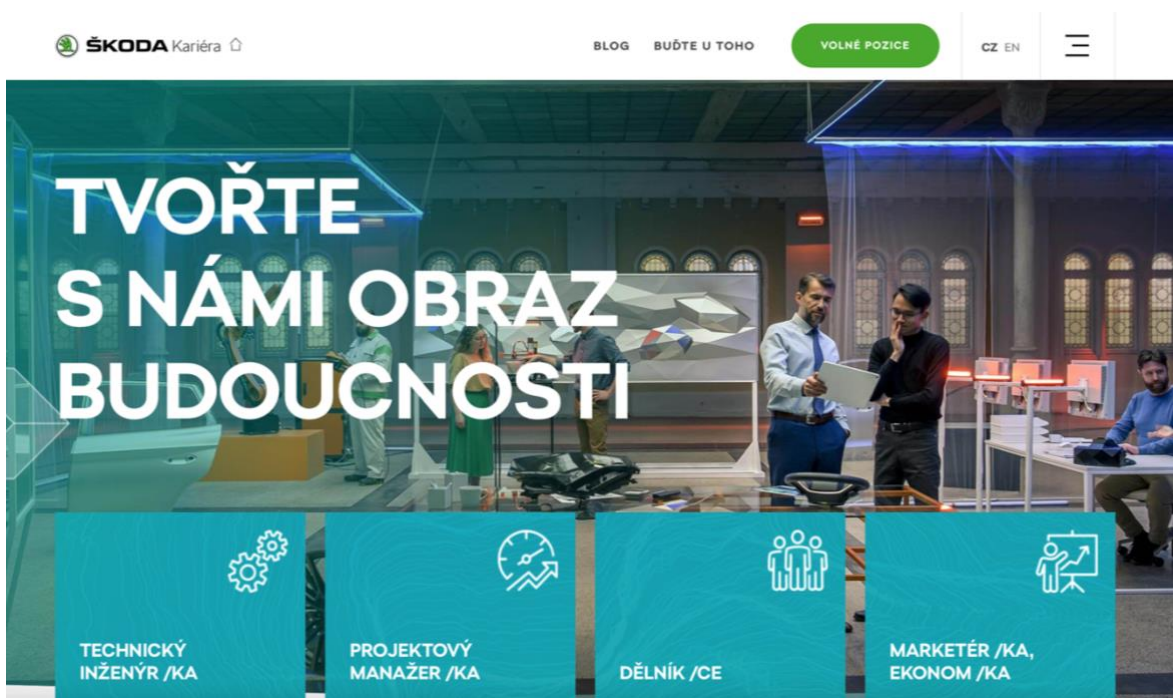 ŠKODA Kariéra
BLOG
BUĎTE U TOHO
VOLNÉ POZICE
CZ EN
TVOŘTE
S NÁMI OBRAZ
BUDOUCNOSTI
TECHNICKÝ
INŽENÝR /KA
PROJEKTOVÝ
MANAŽER /KA
DĚLNÍK /CE
MARKETÉR /KA,
EKONOM /KA